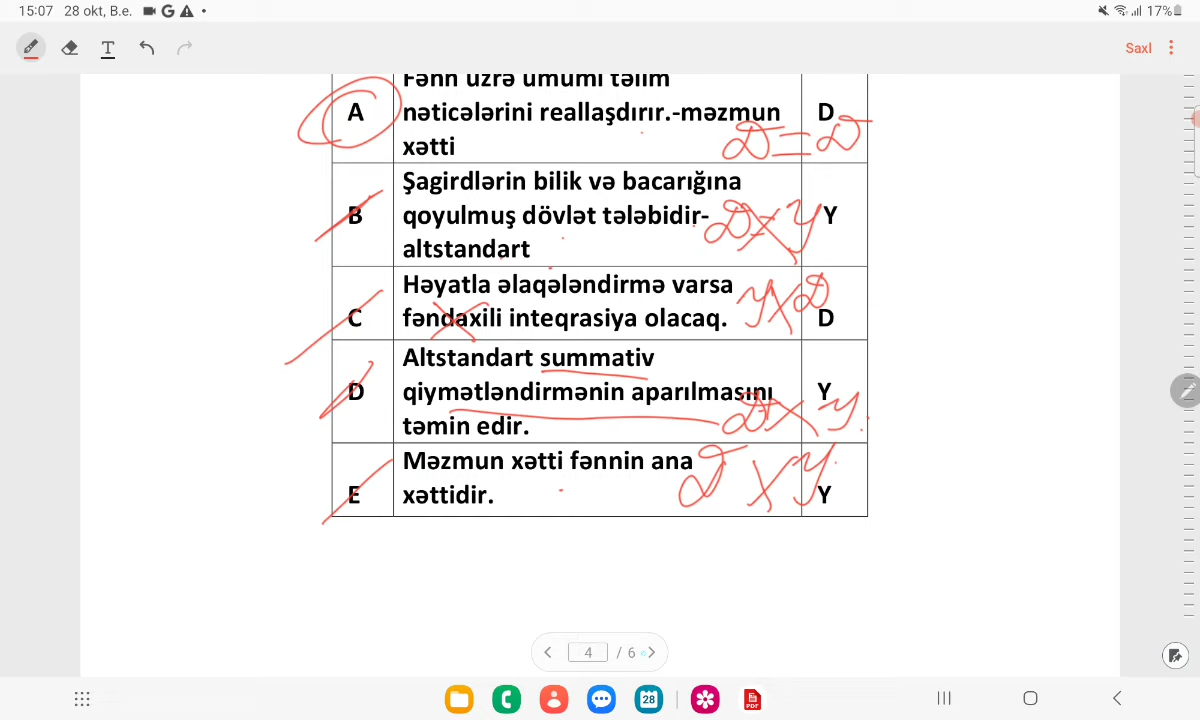 15:07 28 okt, B.e. G
17%
T
Saxl
Fənn üzrə ümumi təlim
A nəticələrini reallaşdırır.-məzmun D
xətti
D = D
Şagirdlərin bilik və bacarığına
B qoyulmuş dövlət tələbidir- Y
altstandart
D x Y
Həyatla əlaqələndirmə varsa
C fəndaxili inteqrasiya olacaq. D
Y x D
Altstandart summativ
D qiymətləndirmənin aparılmasını Y
təmin edir.
D x Y
Məzmun xətti fənnin ana
E xəttidir. Y
D x Y
4 / 6
28
PDF